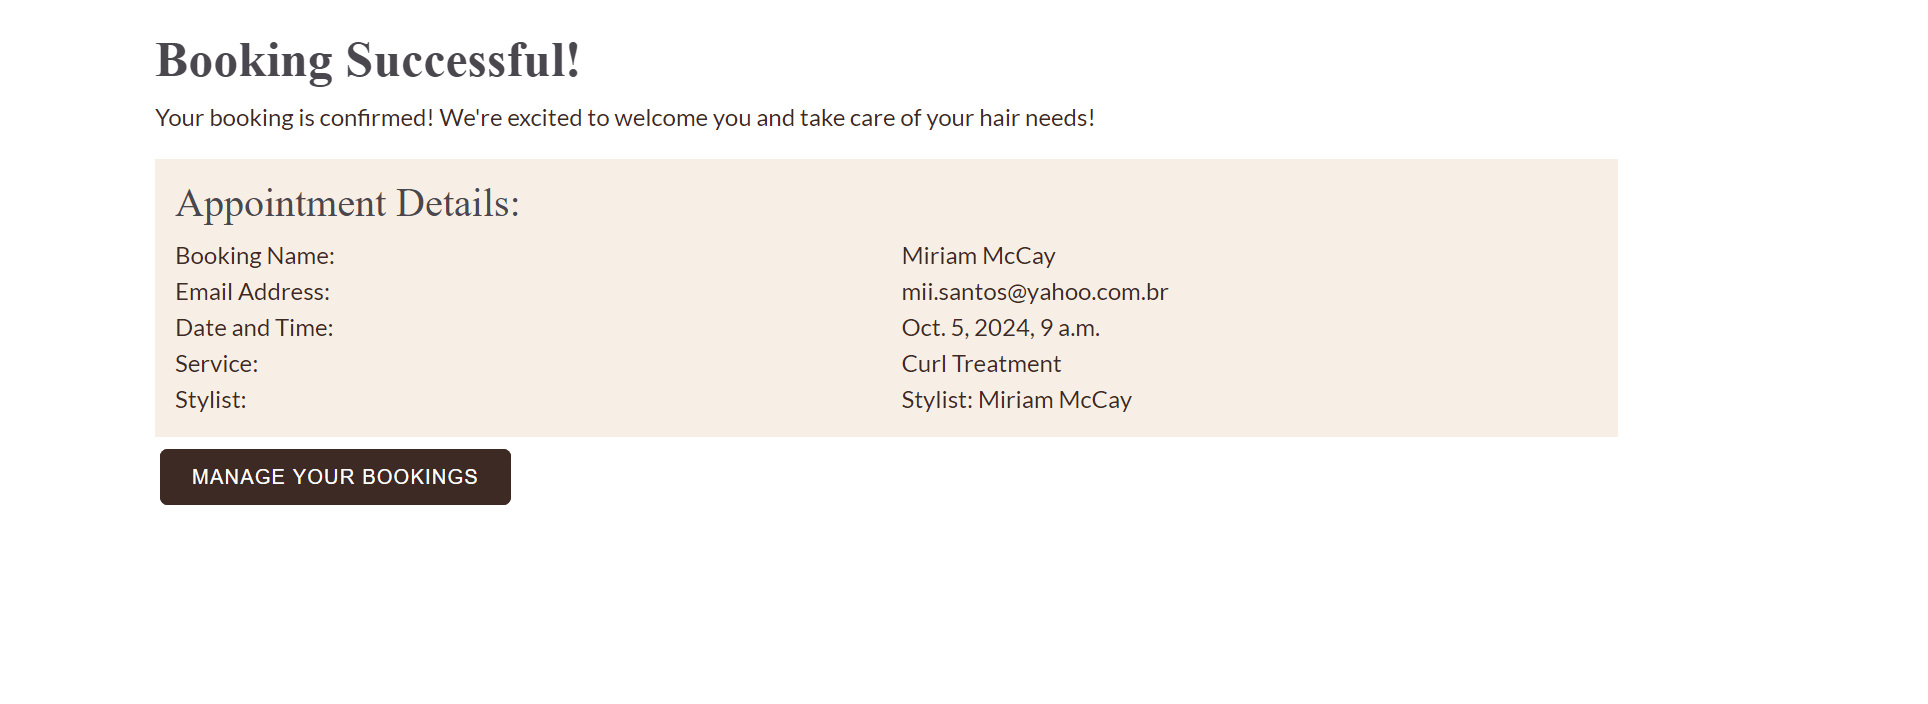 Booking Successful!
Your booking is confirmed! We're excited to welcome you and take care of your hair needs!
Appointment Details:
Booking Name: Miriam McCay
Email Address: mii.santos@yahoo.com.br
Date and Time: Oct. 5, 2024, 9 a.m.
Service: Curl Treatment
Stylist: Stylist: Miriam McCay
MANAGE YOUR BOOKINGS